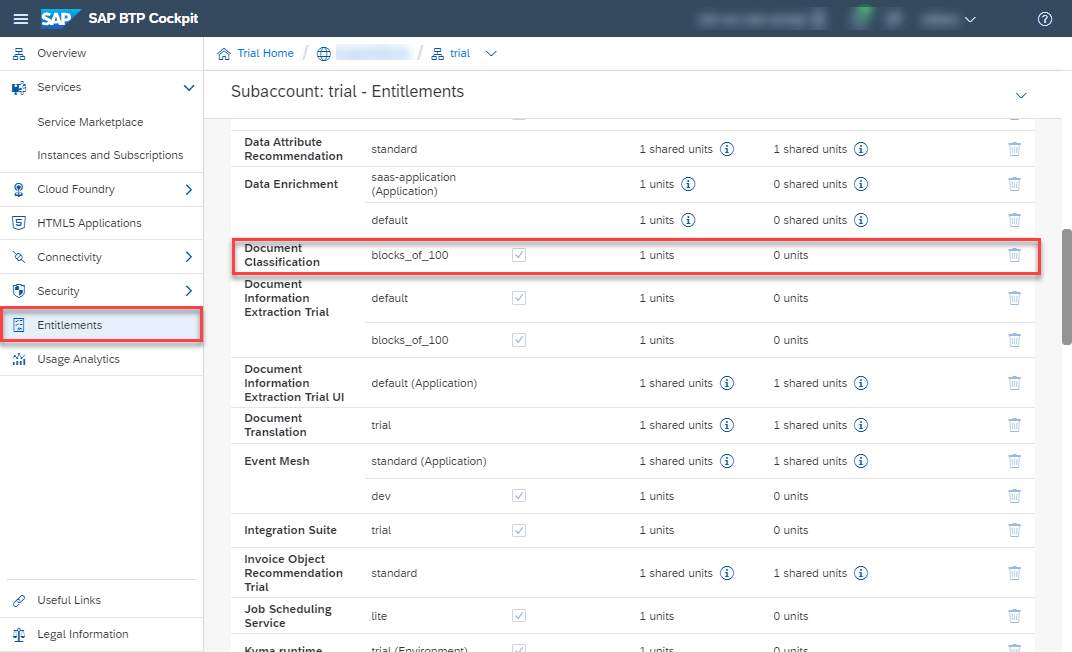 SAP SAP BTP Cockpit
Overview
Services
Service Marketplace
Instances and Subscriptions
Cloud Foundry
HTML5 Applications
Connectivity
Security
Entitlements
Usage Analytics
Useful Links
Legal Information
Trial Home / / trial
Subaccount: trial - Entitlements
Data Attribute
Recommendation standard 1 shared units 1 shared units
Data Enrichment saas-application
(Application) 1 units 0 shared units
default 1 units 0 shared units
Document
Classification blocks_of_100 1 units 0 units
Document
Information
Extraction Trial default 1 units 0 units
blocks_of_100 1 units 0 units
Document
Information
Extraction Trial UI default (Application) 1 shared units 1 shared units
Document
Translation trial 1 shared units 1 shared units
Event Mesh standard (Application) 1 shared units 1 shared units
dev 1 units 0 units
Integration Suite trial 1 units 0 units
Invoice Object
Recommendation
Trial standard 1 shared units 1 shared units
Job Scheduling
Service lite 1 units 0 units
Kyma runtime trial (Environment) 1 units 0 units